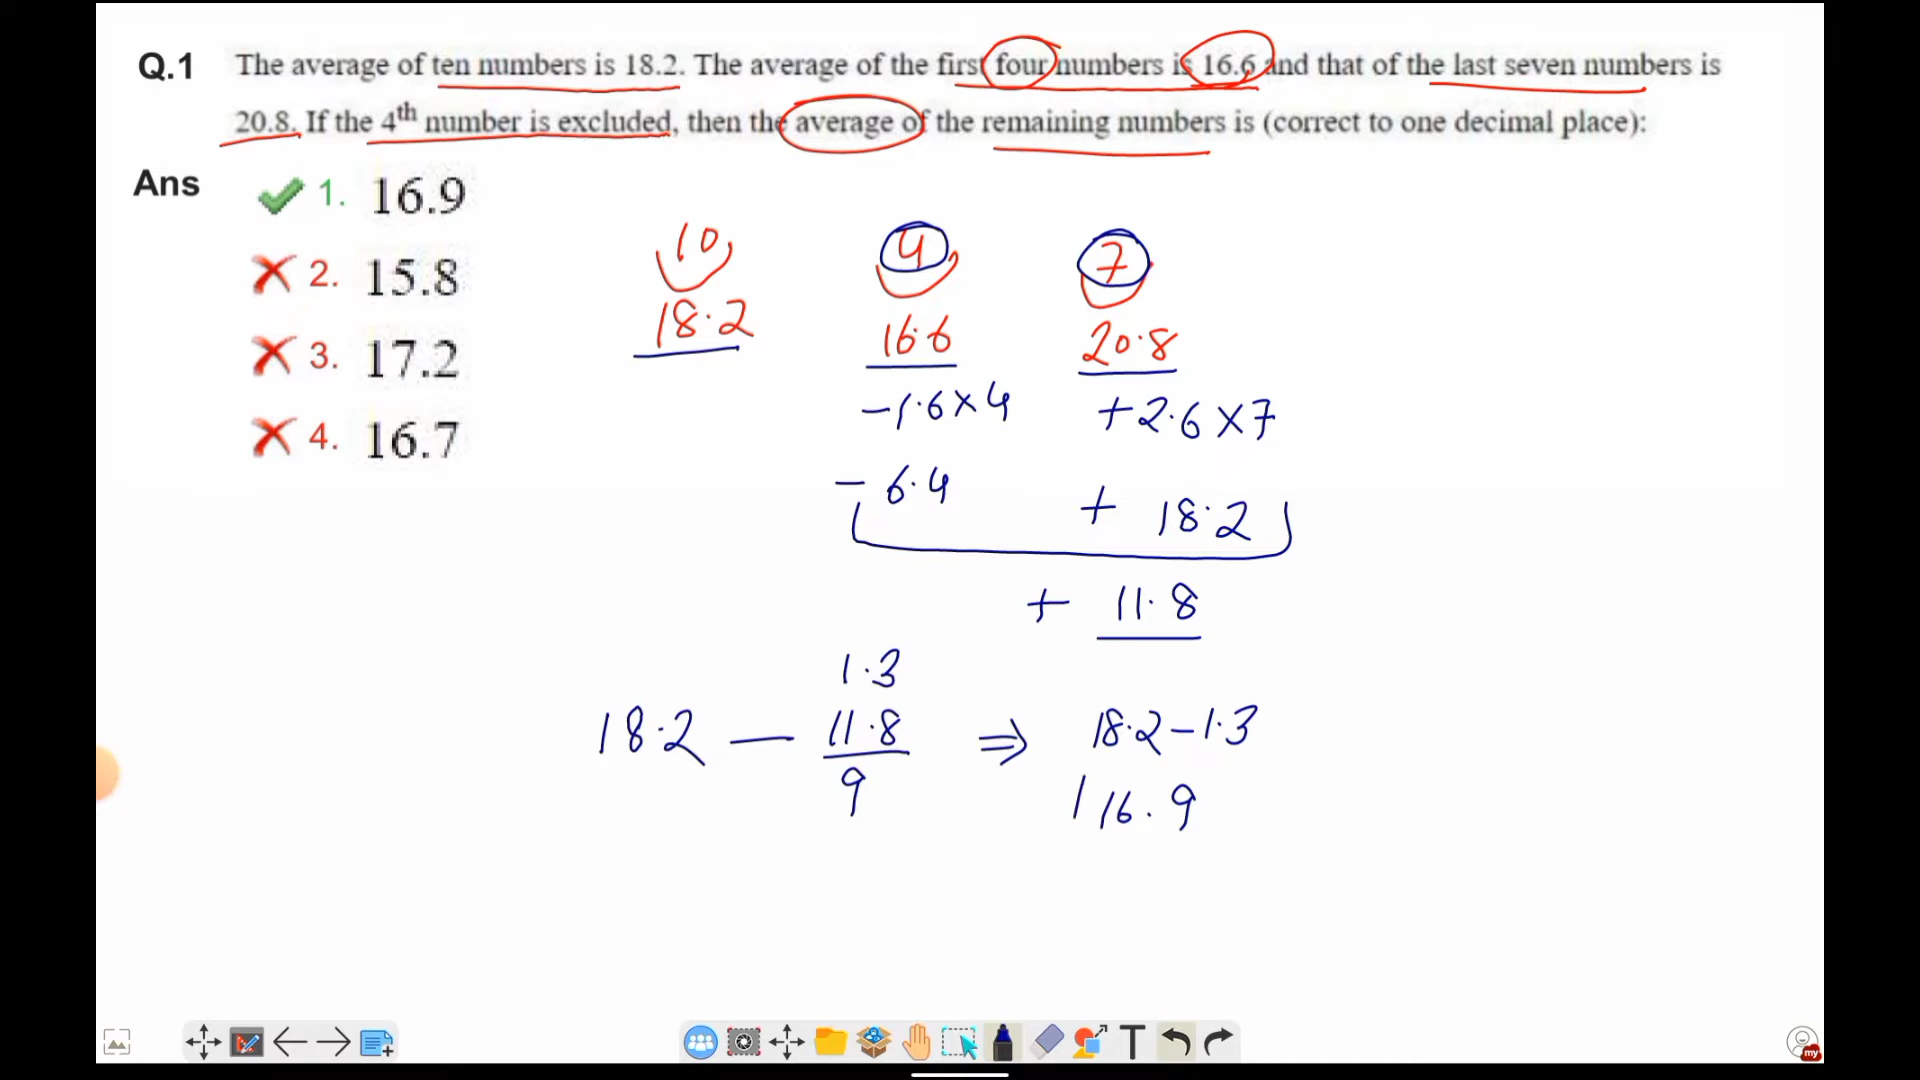 Q.1 The average of ten numbers is 18.2. The average of the first four numbers is 16.6 and that of the last seven numbers is
20.8. If the 4th number is excluded, then the average of the remaining numbers is (correct to one decimal place):
Ans
1. 16.9
2. 15.8
3. 17.2
4. 16.7
10 4 7
18.2 16.6 20.8
-1.6×4 +2.6×7
- 6.4 + 18.2
+ 11.8
1.3
18.2 — 11.8 ⇒ 18.2-1.3
9
16.9
T
my